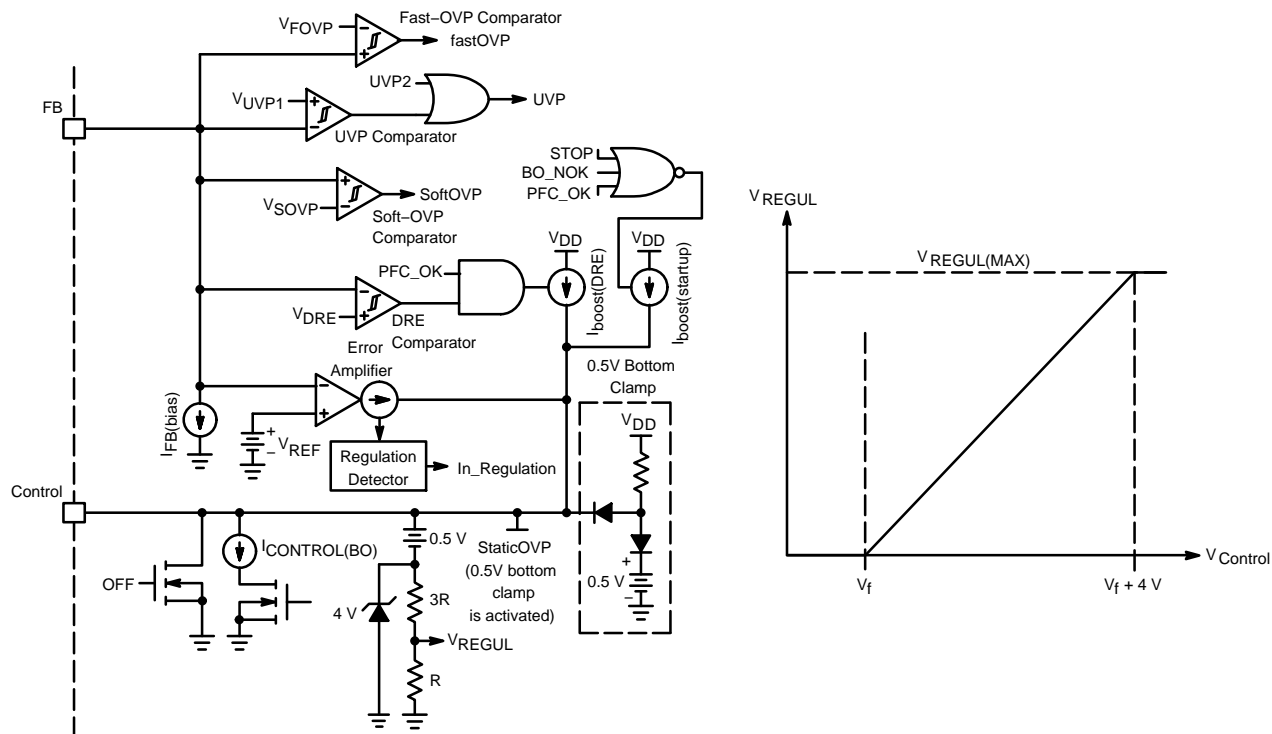 Fast–OVP Comparator
VFOVP
fastOVP
UVP2
VUVP1
UVP
FB
UVP Comparator
STOP
BO_NOK
PFC_OK
SoftOVP
VSOVP
Soft–OVP
Comparator
VDD
VDD
PFC_OK
Iboost(DRE)
Iboost(startup)
VDRE
DRE
Comparator
Error
Amplifier
0.5V Bottom
Clamp
IFB(bias)
+
–
VREF
VDD
Regulation
Detector
In_Regulation
Control
ICONTROL(BO)
0.5 V
StaticOVP
(0.5V bottom
clamp
is activated)
OFF
+
0.5 V
–
4 V
3R
VREGUL
R
V REGUL
V REGUL(MAX)
V Control
Vf
Vf + 4 V